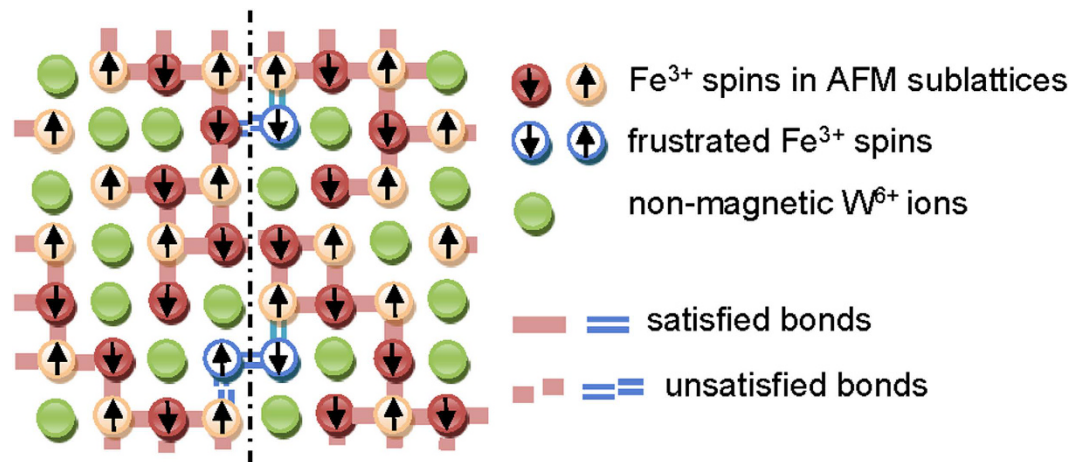 Fe³⁺ spins in AFM sublattices
frustrated Fe³⁺ spins
non-magnetic W⁶⁺ ions
satisfied bonds
unsatisfied bonds